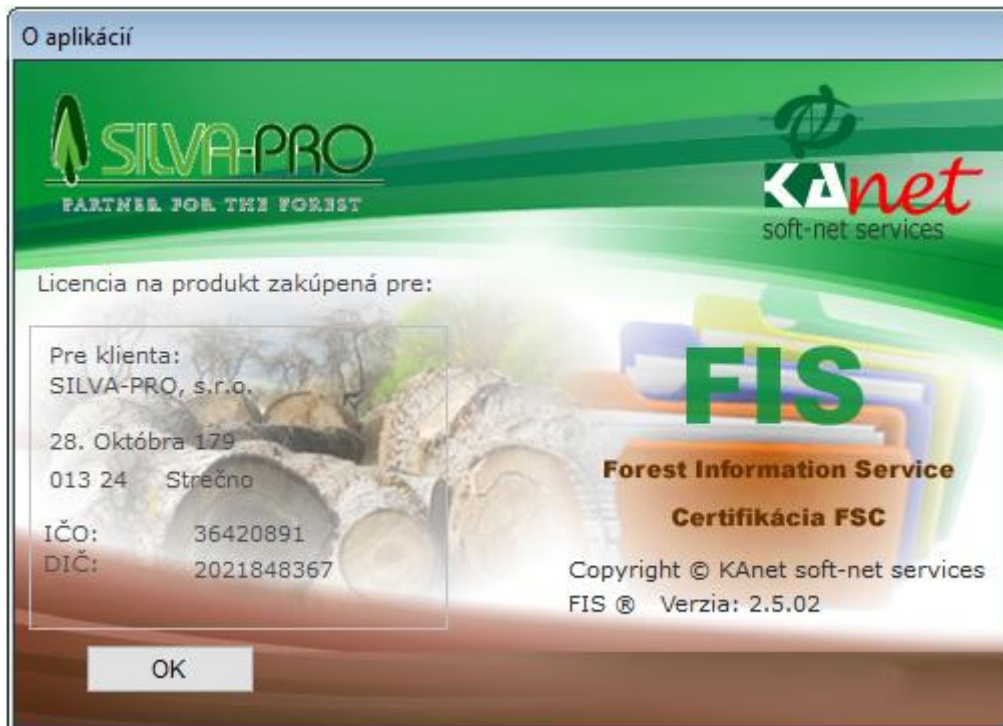 O aplikácií
SILVA-PRO
PARTNER FOR THE FOREST
KAnet
soft-net services
Licencia na produkt zakúpená pre:
Pre klienta:
SILVA-PRO, s.r.o.
28. Októbra 179
013 24 Strečno
IČO: 36420891
DIČ: 2021848367
FIS
Forest Information Service
Certifikácia FSC
Copyright © KAnet soft-net services
FIS ® Verzia: 2.5.02
OK